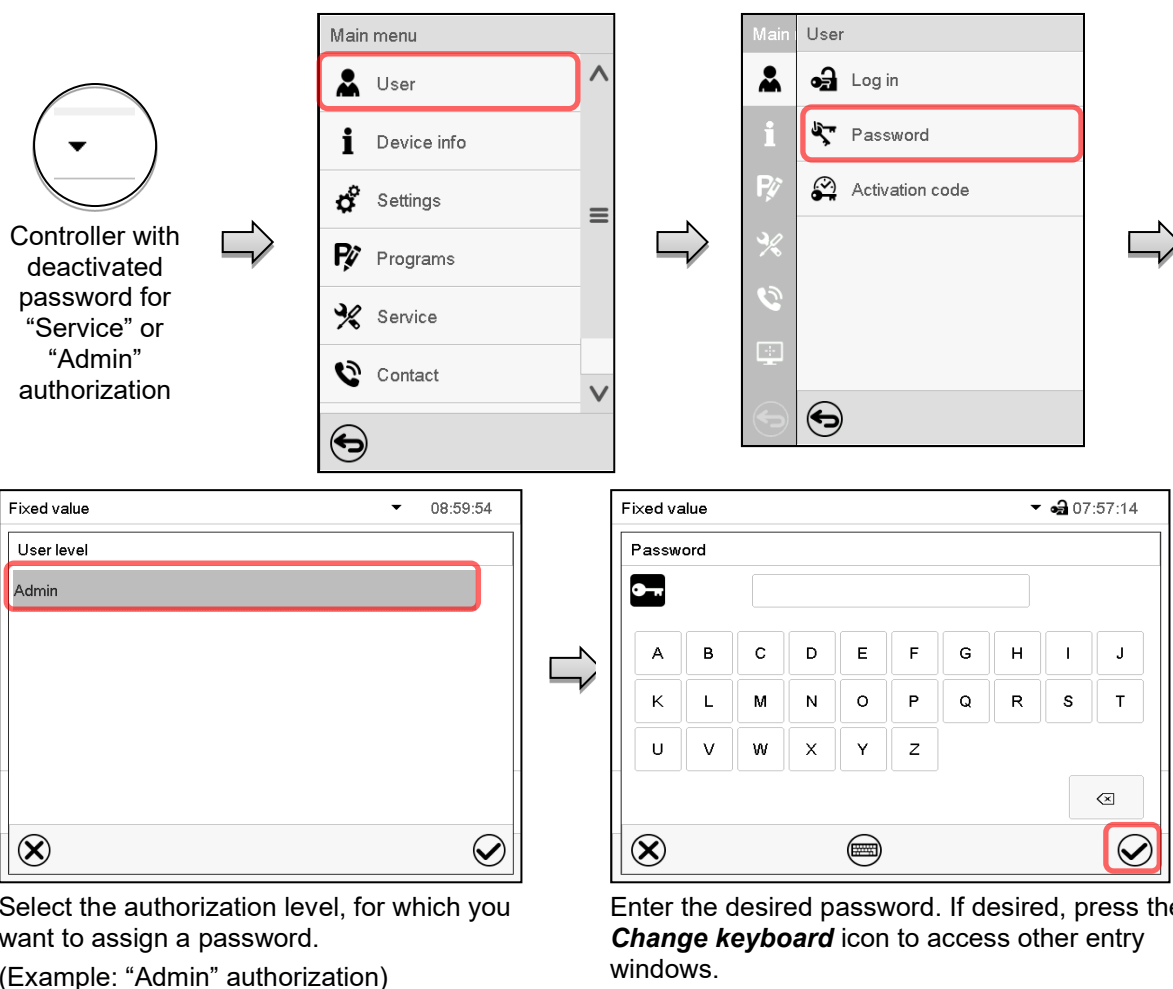 Controller with
deactivated
password for
“Service” or
“Admin”
authorization
Main menu
User
Device info
Settings
Programs
Service
Contact
Main
User
Log in
Password
Activation code
Fixed value 08:59:54
User level
Admin
Select the authorization level, for which you
want to assign a password.
(Example: “Admin” authorization)
Fixed value 07:57:14
Password
A B C D E F G H I J
K L M N O P Q R S T
U V W X Y Z
Enter the desired password. If desired, press the
Change keyboard icon to access other entry
windows.